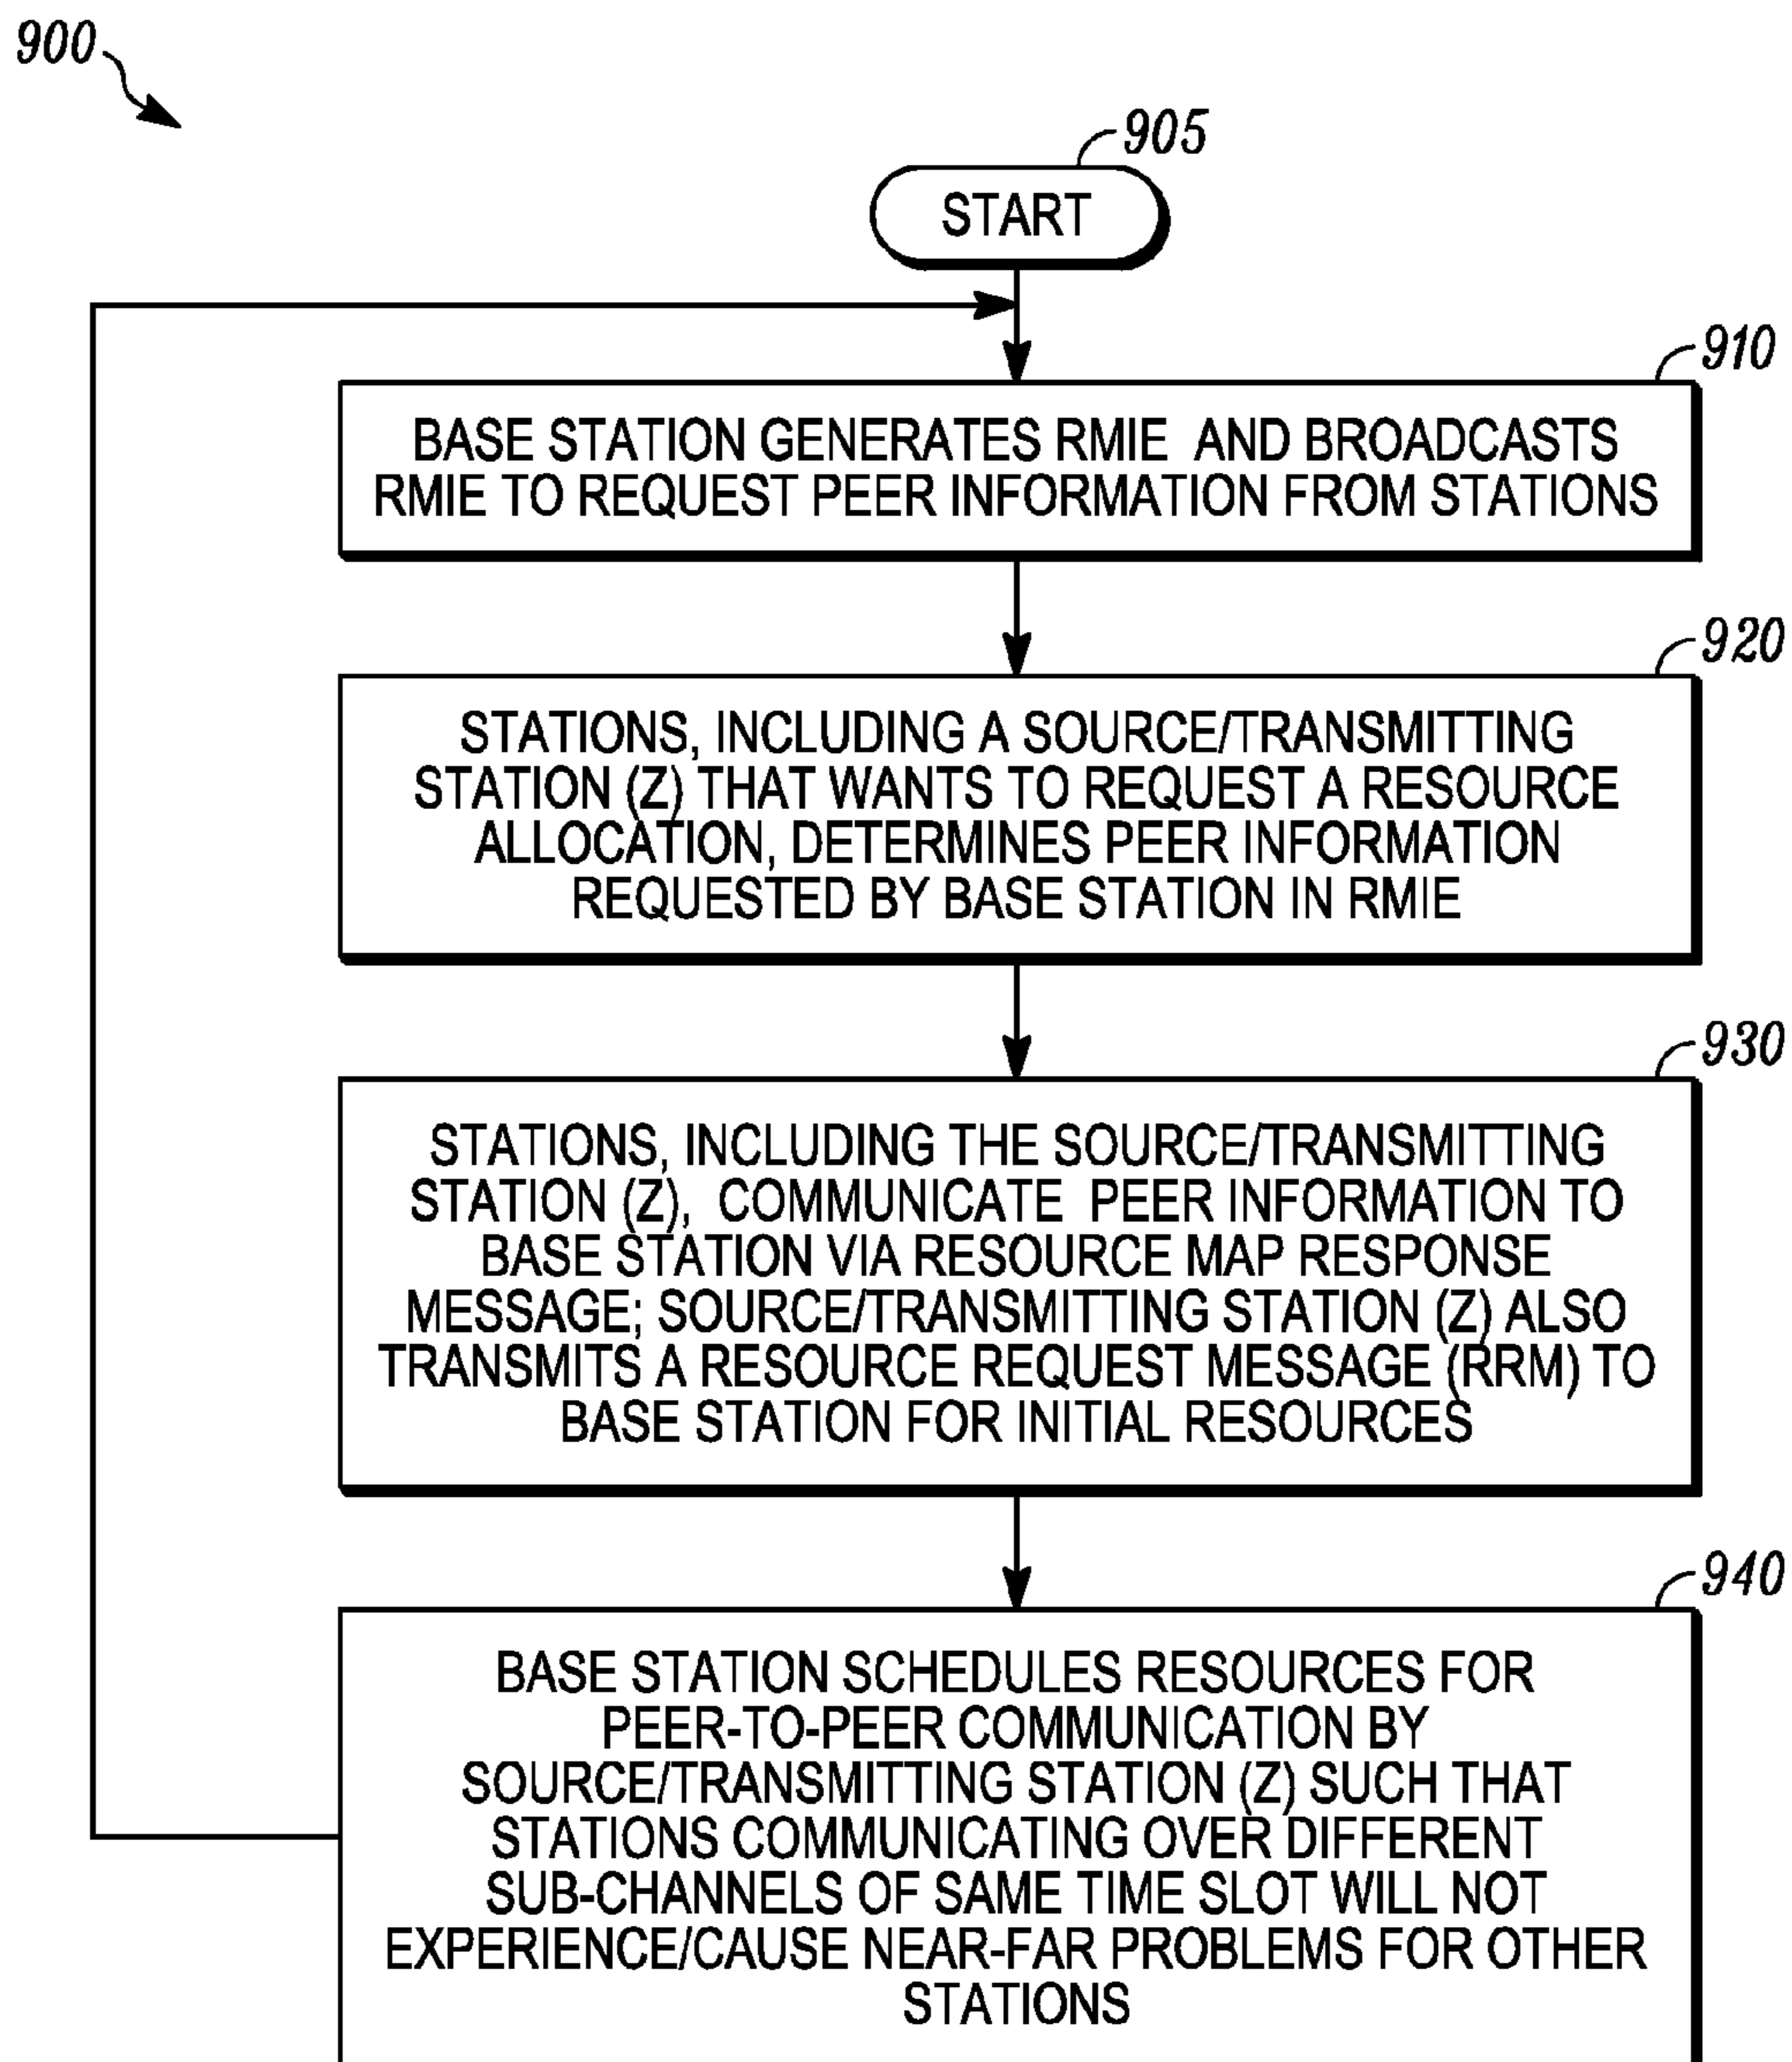 900
905
START
910
BASE STATION GENERATES RMIE AND BROADCASTS
RMIE TO REQUEST PEER INFORMATION FROM STATIONS
920
STATIONS, INCLUDING A SOURCE/TRANSMITTING
STATION (Z) THAT WANTS TO REQUEST A RESOURCE
ALLOCATION, DETERMINES PEER INFORMATION
REQUESTED BY BASE STATION IN RMIE
930
STATIONS, INCLUDING THE SOURCE/TRANSMITTING
STATION (Z), COMMUNICATE PEER INFORMATION TO
BASE STATION VIA RESOURCE MAP RESPONSE
MESSAGE; SOURCE/TRANSMITTING STATION (Z) ALSO
TRANSMITS A RESOURCE REQUEST MESSAGE (RRM) TO
BASE STATION FOR INITIAL RESOURCES
940
BASE STATION SCHEDULES RESOURCES FOR
PEER-TO-PEER COMMUNICATION BY
SOURCE/TRANSMITTING STATION (Z) SUCH THAT
STATIONS COMMUNICATING OVER DIFFERENT
SUB-CHANNELS OF SAME TIME SLOT WILL NOT
EXPERIENCE/CAUSE NEAR-FAR PROBLEMS FOR OTHER
STATIONS